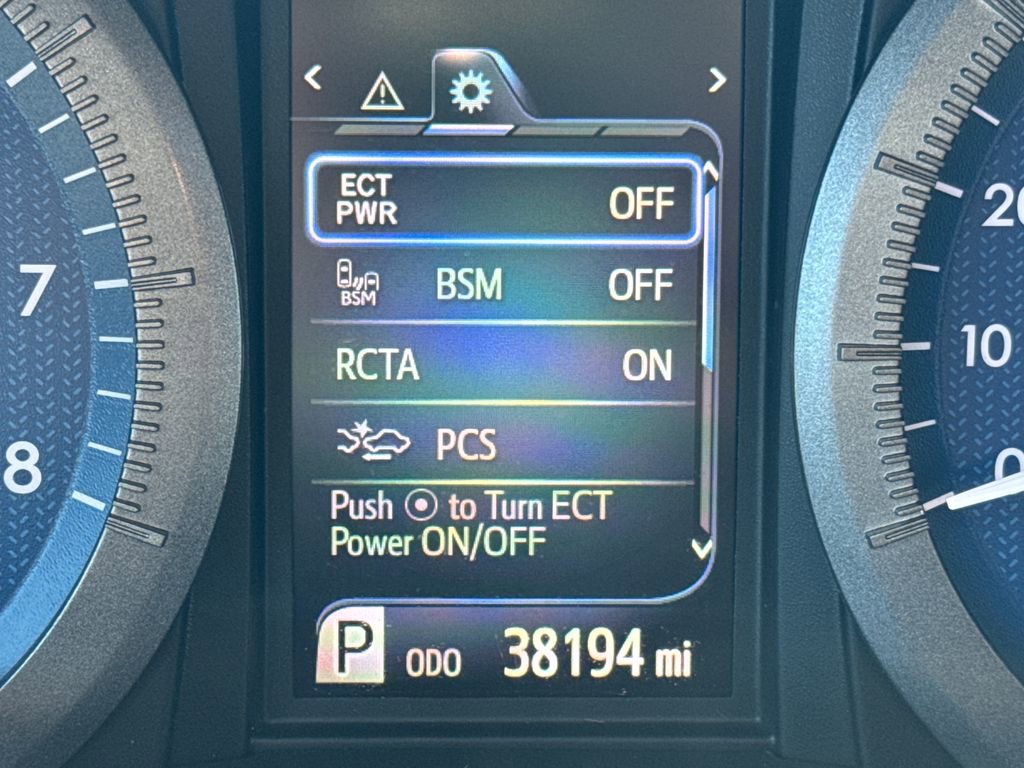 ECT
PWR OFF
BSM BSM OFF
RCTA ON
PCS
Push to Turn ECT
Power ON/OFF
P ODO 38194 mi
7
8
20
10
0